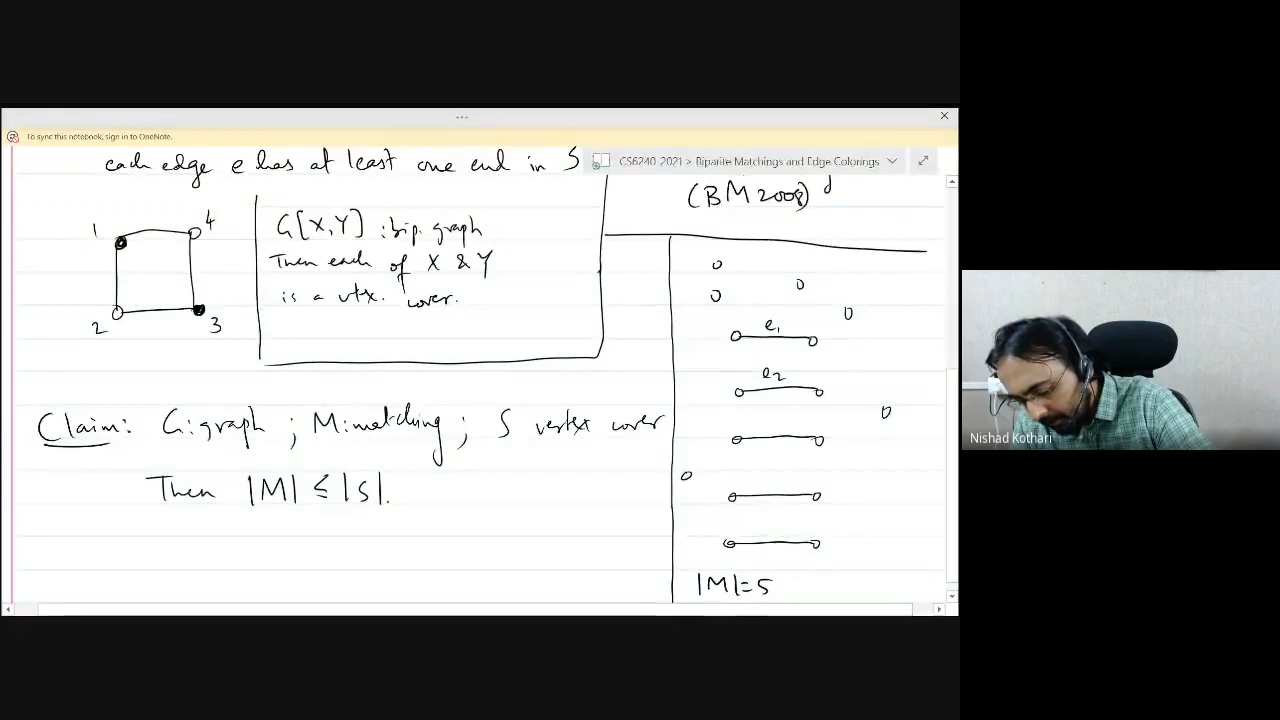 To sync this notebook, sign in to OneNote.
each edge e has at least one end in S
CS6240-2021 > Biparite Matchings and Edge Colorings
(BM 2008)
1
4
2
3
G[X,Y] : bip. graph
Then each of X & Y
is a vtx. cover.
e1
e2
Claim: G: graph ; M: matching ; S vertex cover
Then |M| ≤ |S|.
|M|=5
Nishad Kothari